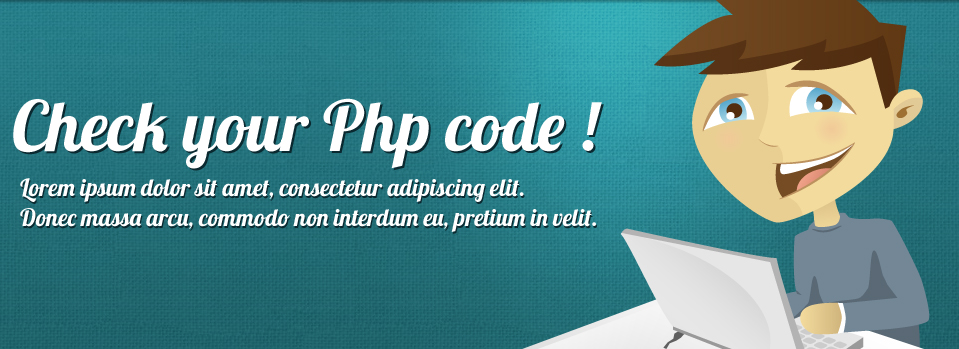 Check your Php code !
Lorem ipsum dolor sit amet, consectetur adipiscing elit.
Donec massa arcu, commodo non interdum eu, pretium in velit.